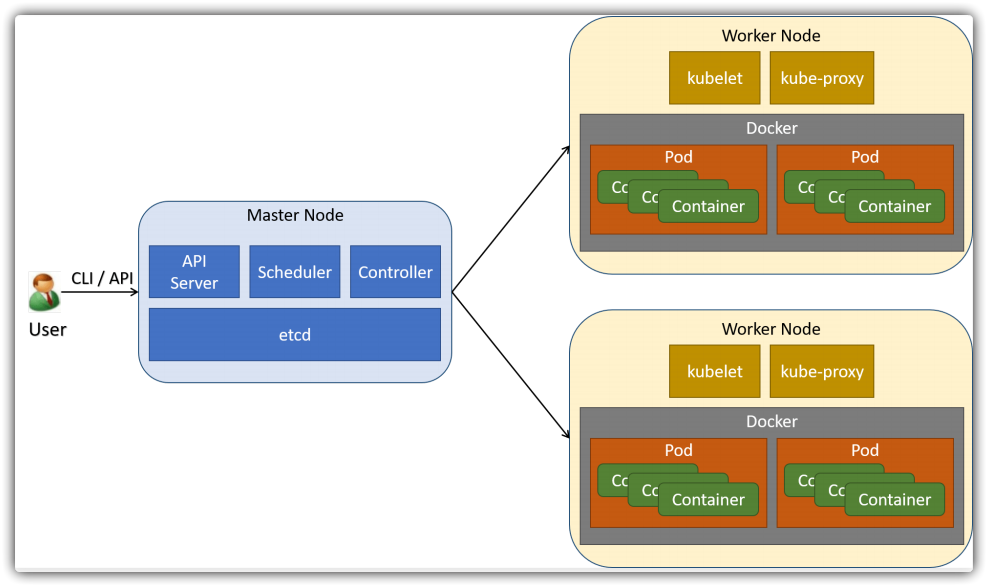 User
CLI / API
Master Node
API
Server
Scheduler
Controller
etcd
Worker Node
kubelet
kube-proxy
Docker
Pod
Co
Co
Container
Pod
Co
Co
Container
Worker Node
kubelet
kube-proxy
Docker
Pod
Co
Co
Container
Pod
Co
Co
Container